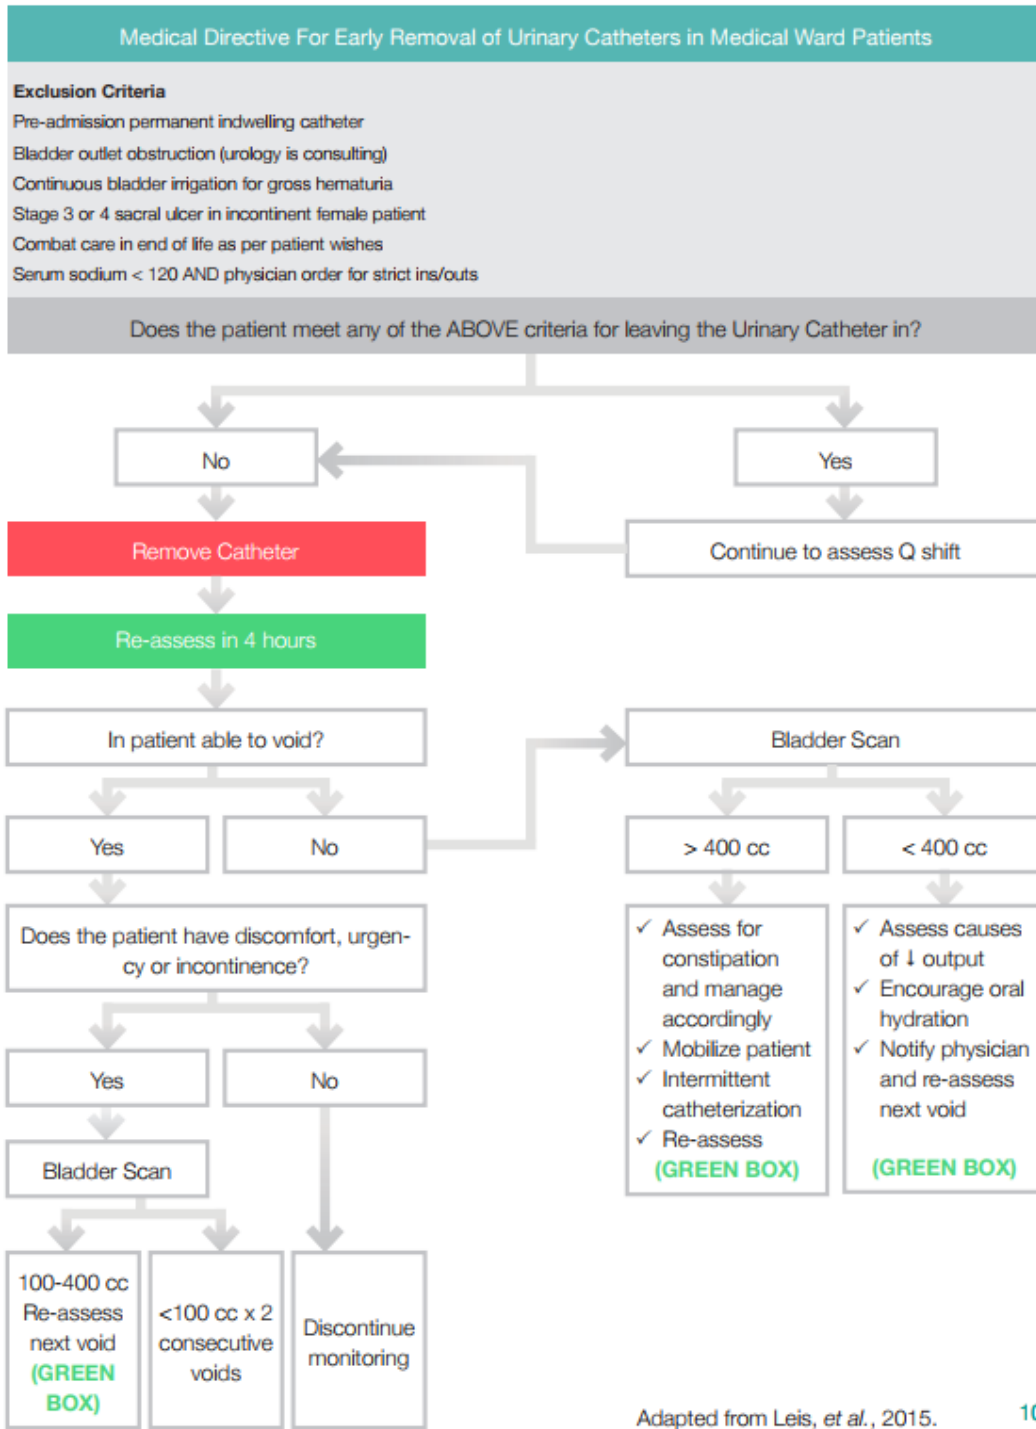 Medical Directive For Early Removal of Urinary Catheters in Medical Ward Patients
Exclusion Criteria
Pre-admission permanent indwelling catheter
Bladder outlet obstruction (urology is consulting)
Continuous bladder irrigation for gross hematuria
Stage 3 or 4 sacral ulcer in incontinent female patient
Combat care in end of life as per patient wishes
Serum sodium < 120 AND physician order for strict ins/outs
Does the patient meet any of the ABOVE criteria for leaving the Urinary Catheter in?
No
Yes
Remove Catheter
Continue to assess Q shift
Re-assess in 4 hours
In patient able to void?
Bladder Scan
Yes
No
> 400 cc
< 400 cc
Does the patient have discomfort, urgen-
cy or incontinence?
✓ Assess for
constipation
and manage
accordingly
✓ Mobilize patient
✓ Intermittent
catheterization
✓ Re-assess
(GREEN BOX)
✓ Assess causes
of ↓ output
✓ Encourage oral
hydration
✓ Notify physician
and re-assess
next void
(GREEN BOX)
Yes
No
Bladder Scan
100-400 cc
Re-assess
next void
(GREEN
BOX)
<100 cc x 2
consecutive
voids
Discontinue
monitoring
Adapted from Leis, et al., 2015.
10